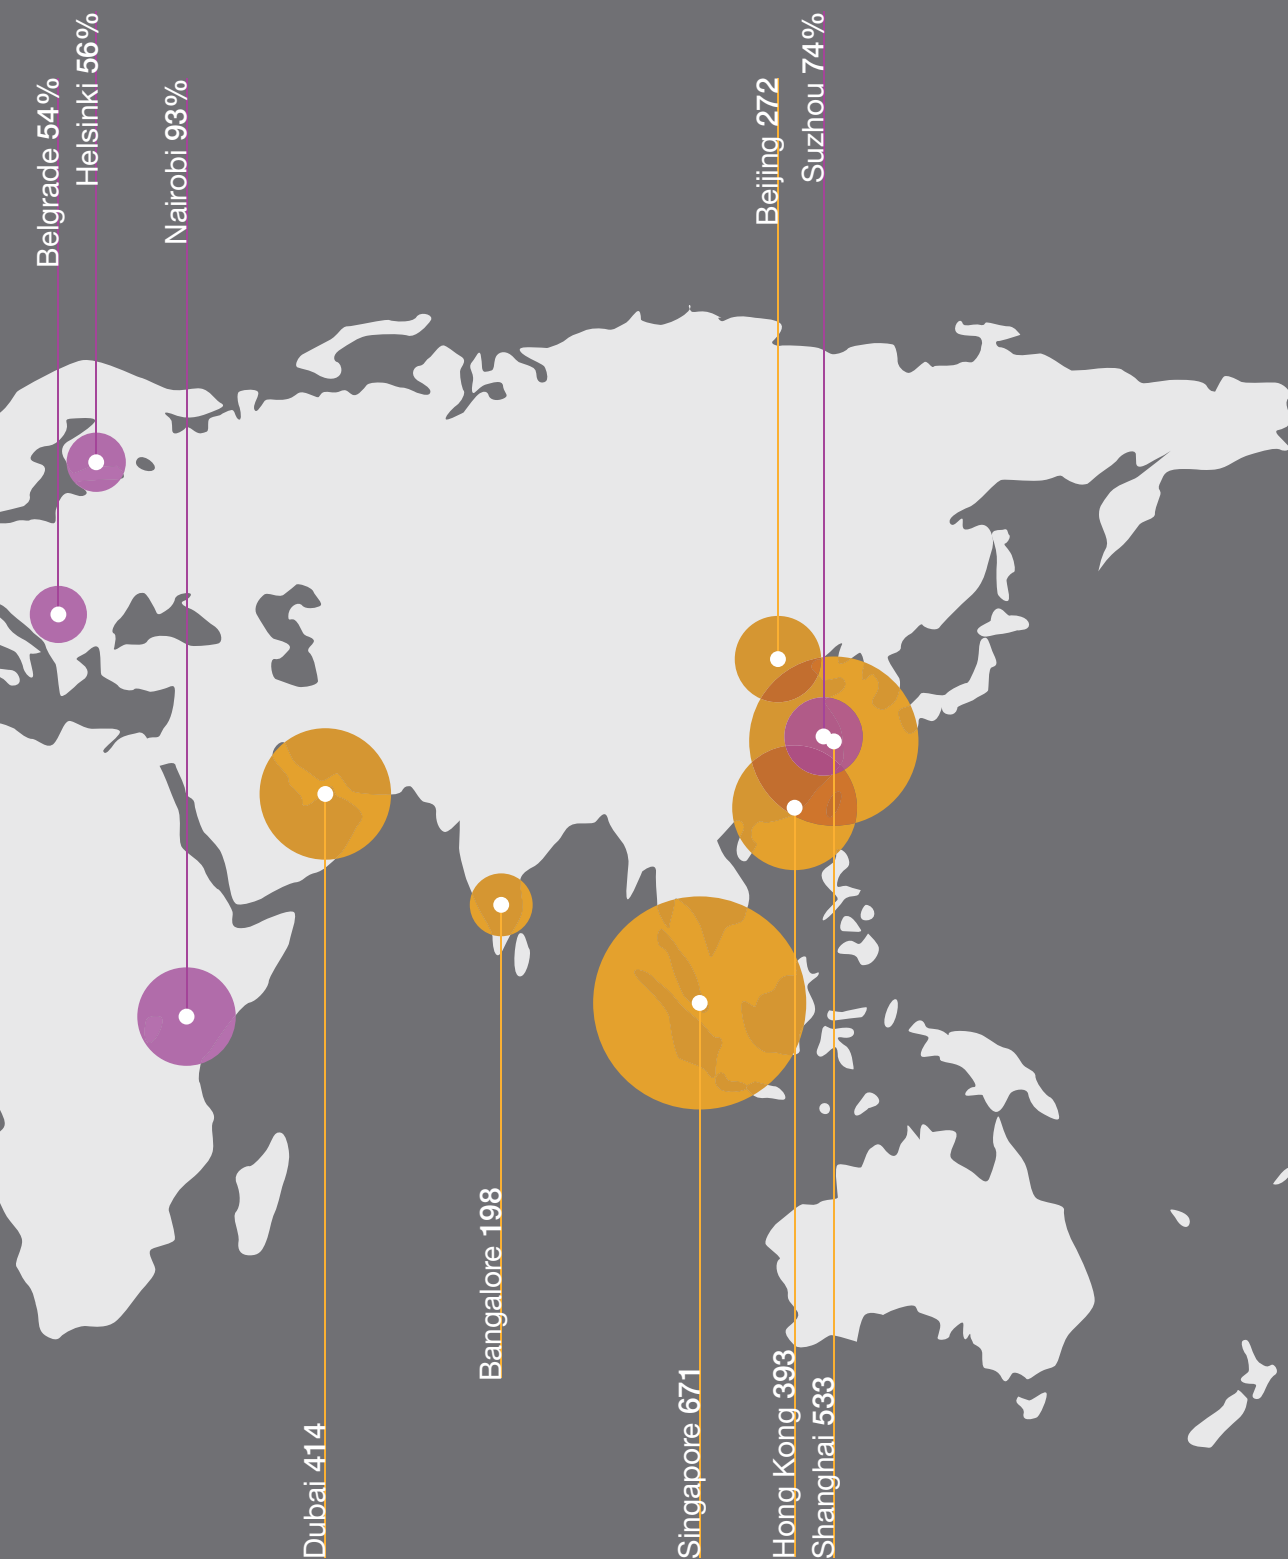 Belgrade 54%
Helsinki 56%
Nairobi 93%
Beijing 272
Suzhou 74%
Dubai 414
Bangalore 198
Singapore 671
Hong Kong 393
Shanghai 533